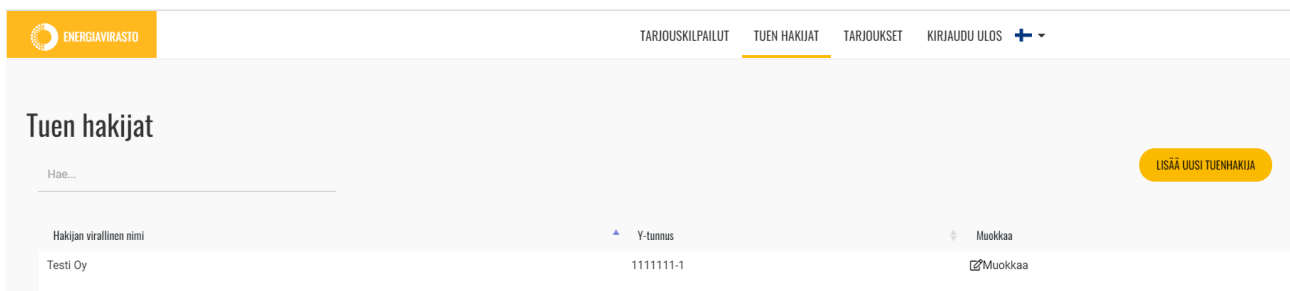 ENERGIAVIRASTO
TARJOUSKILPAILUT TUEN HAKIJAT TARJOUKSET KIRJAUDU ULOS
Tuen hakijat
LISÄÄ UUSI TUENHAKIJA
Hae...
Hakijan virallinen nimi Y-tunnus Muokkaa
Testi Oy 1111111-1 Muokkaa